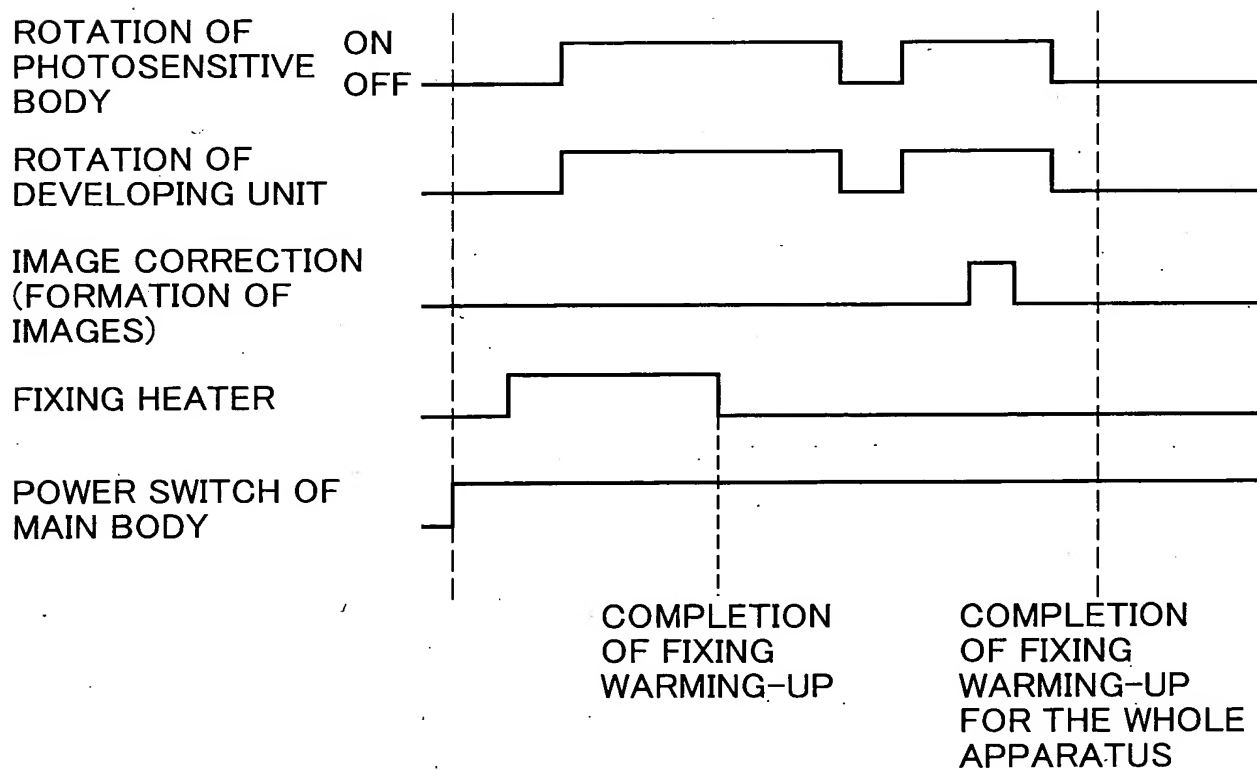 ROTATION OF
PHOTOSENSITIVE
BODY
ON
OFF
ROTATION OF
DEVELOPING UNIT
IMAGE CORRECTION
(FORMATION OF
IMAGES)
FIXING HEATER
POWER SWITCH OF
MAIN BODY
COMPLETION
OF FIXING
WARMING-UP
COMPLETION
OF FIXING
WARMING-UP
FOR THE WHOLE
APPARATUS